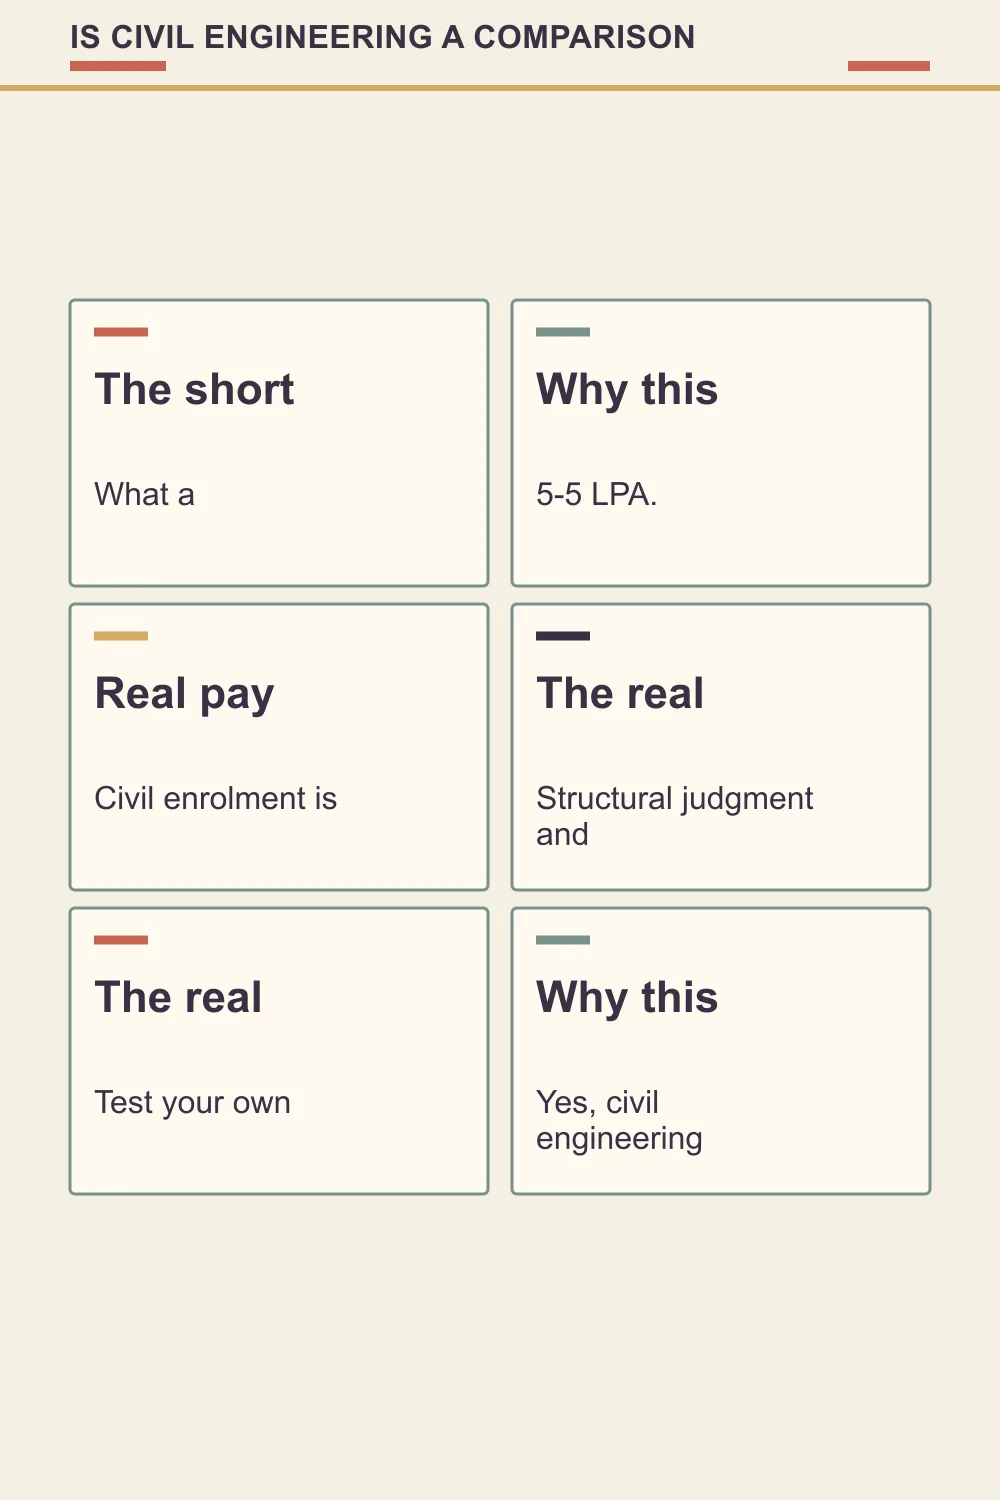 IS CIVIL ENGINEERING A COMPARISON
The short
What a
Why this
5-5 LPA.
Real pay
Civil enrolment is
The real
Structural judgment
and
The real
Test your own
Why this
Yes, civil
engineering